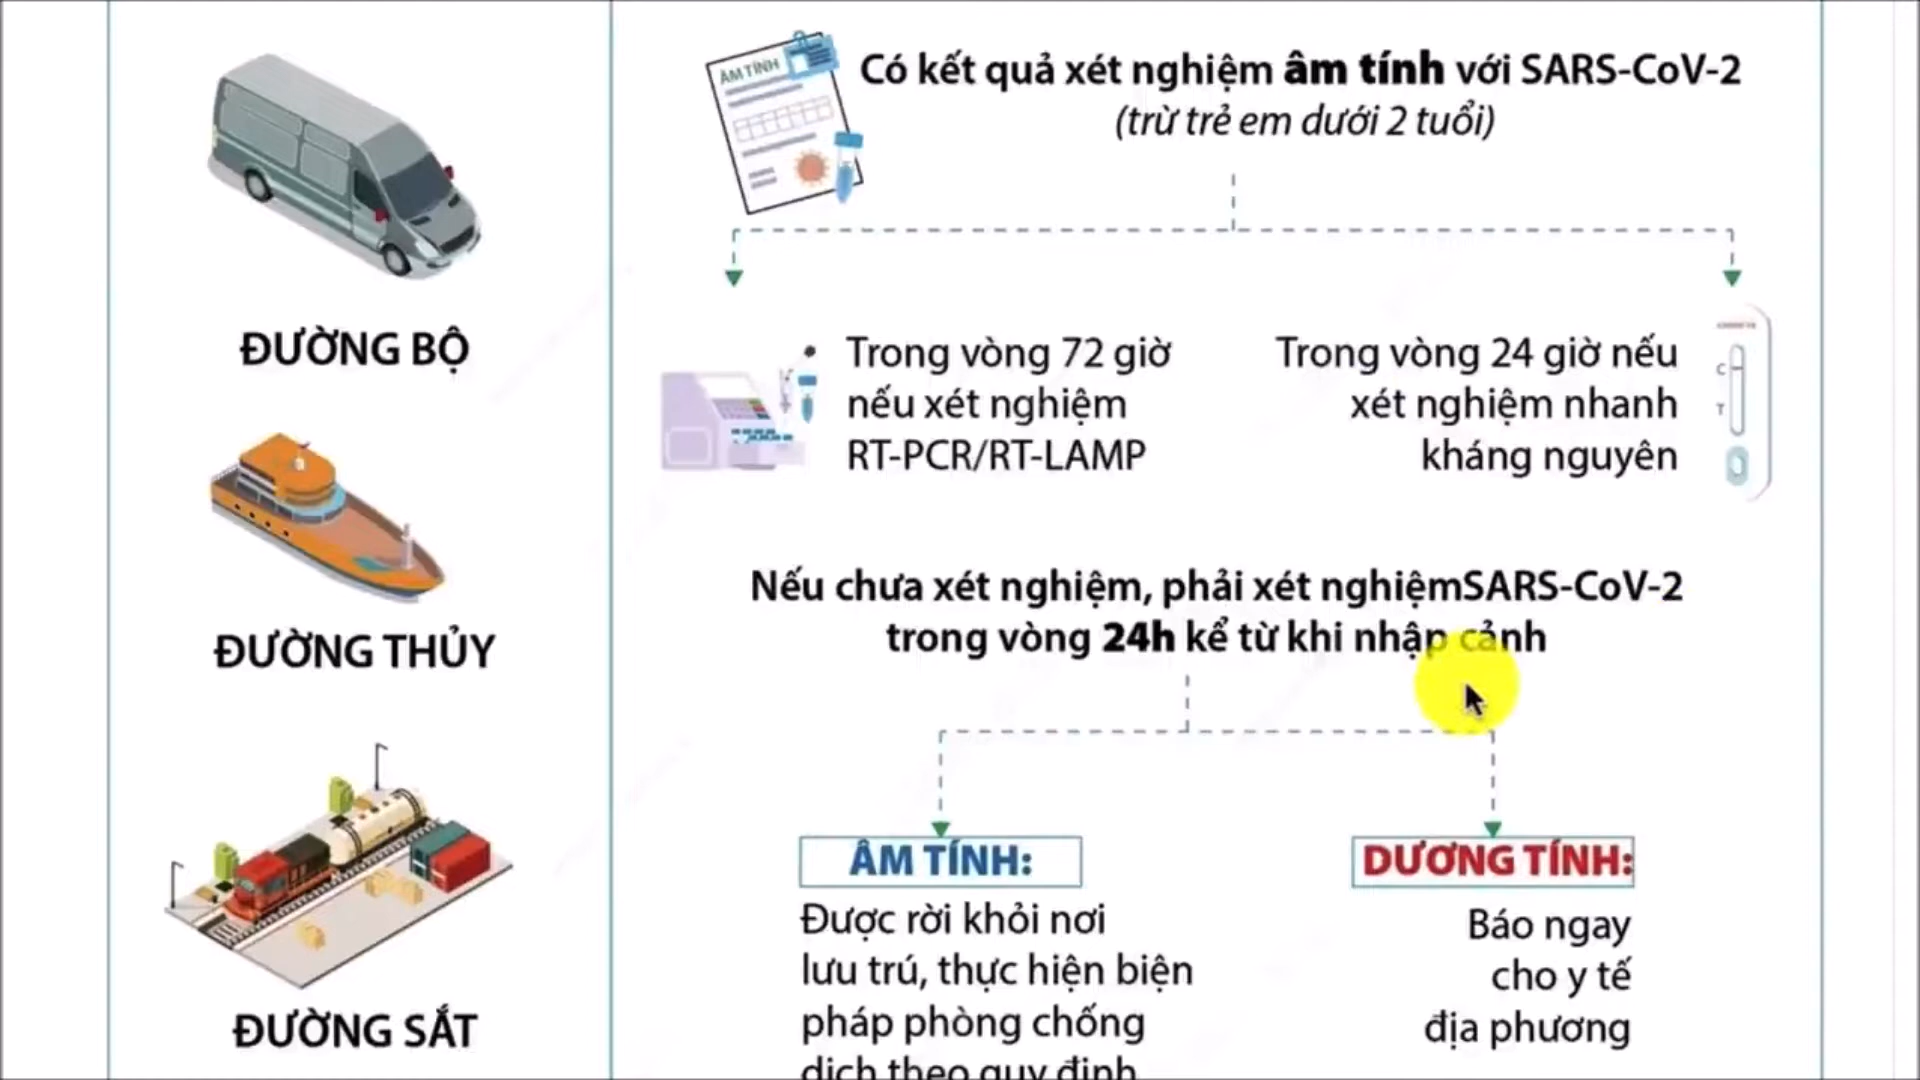 ĐƯỜNG BỘ
ĐƯỜNG THỦY
ĐƯỜNG SẮT
ÂM TÍNH
Có kết quả xét nghiệm âm tính với SARS-CoV-2
(trừ trẻ em dưới 2 tuổi)
Trong vòng 72 giờ
nếu xét nghiệm
RT-PCR/RT-LAMP
Trong vòng 24 giờ nếu
xét nghiệm nhanh
kháng nguyên
C
T
Nếu chưa xét nghiệm, phải xét nghiệmSARS-CoV-2
trong vòng 24h kể từ khi nhập cảnh
ÂM TÍNH:
Được rời khỏi nơi
lưu trú, thực hiện biện
pháp phòng chống
dịch theo quy định
DƯƠNG TÍNH:
Báo ngay
cho y tế
địa phương